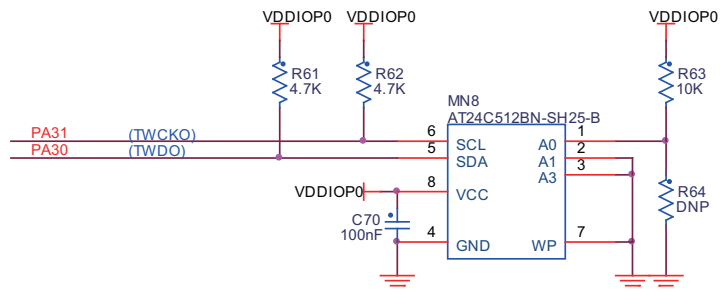 VDDIOP0 VDDIOP0 VDDIOP0
R61 4.7K
R62 4.7K
R63 10K
MN8
AT24C512BN-SH25-B
PA31 (TWCKO) 6 SCL A0 1
PA30 (TWDO) 5 SDA A1 2
A3 3
VDDIOP0 8 VCC
R64 DNP
C70 100nF
4 GND WP 7